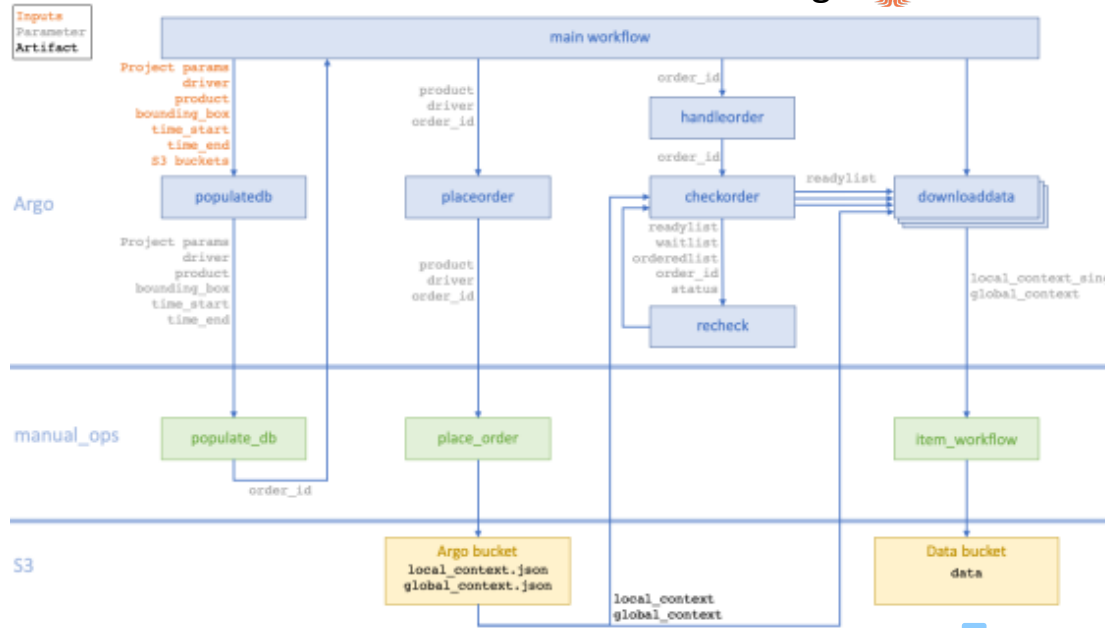 Inputs
Parameter
Artifact
main workflow
Project params
driver
product
bounding_box
time_start
time_end
S3 buckets
product
driver
order_id
order_id
handleorder
order_id
Argo
populatedb
placeorder
checkorder
readylist
downloaddata
Project params
driver
product
bounding_box
time_start
time_end
product
driver
order_id
readylist
waitlist
orderedlist
order_id
status
recheck
local_context_sing
global_context
manual_ops
populate_db
place_order
item_workflow
order_id
S3
Argo bucket
local_context.json
global_context.json
Data bucket
data
local_context
global_context